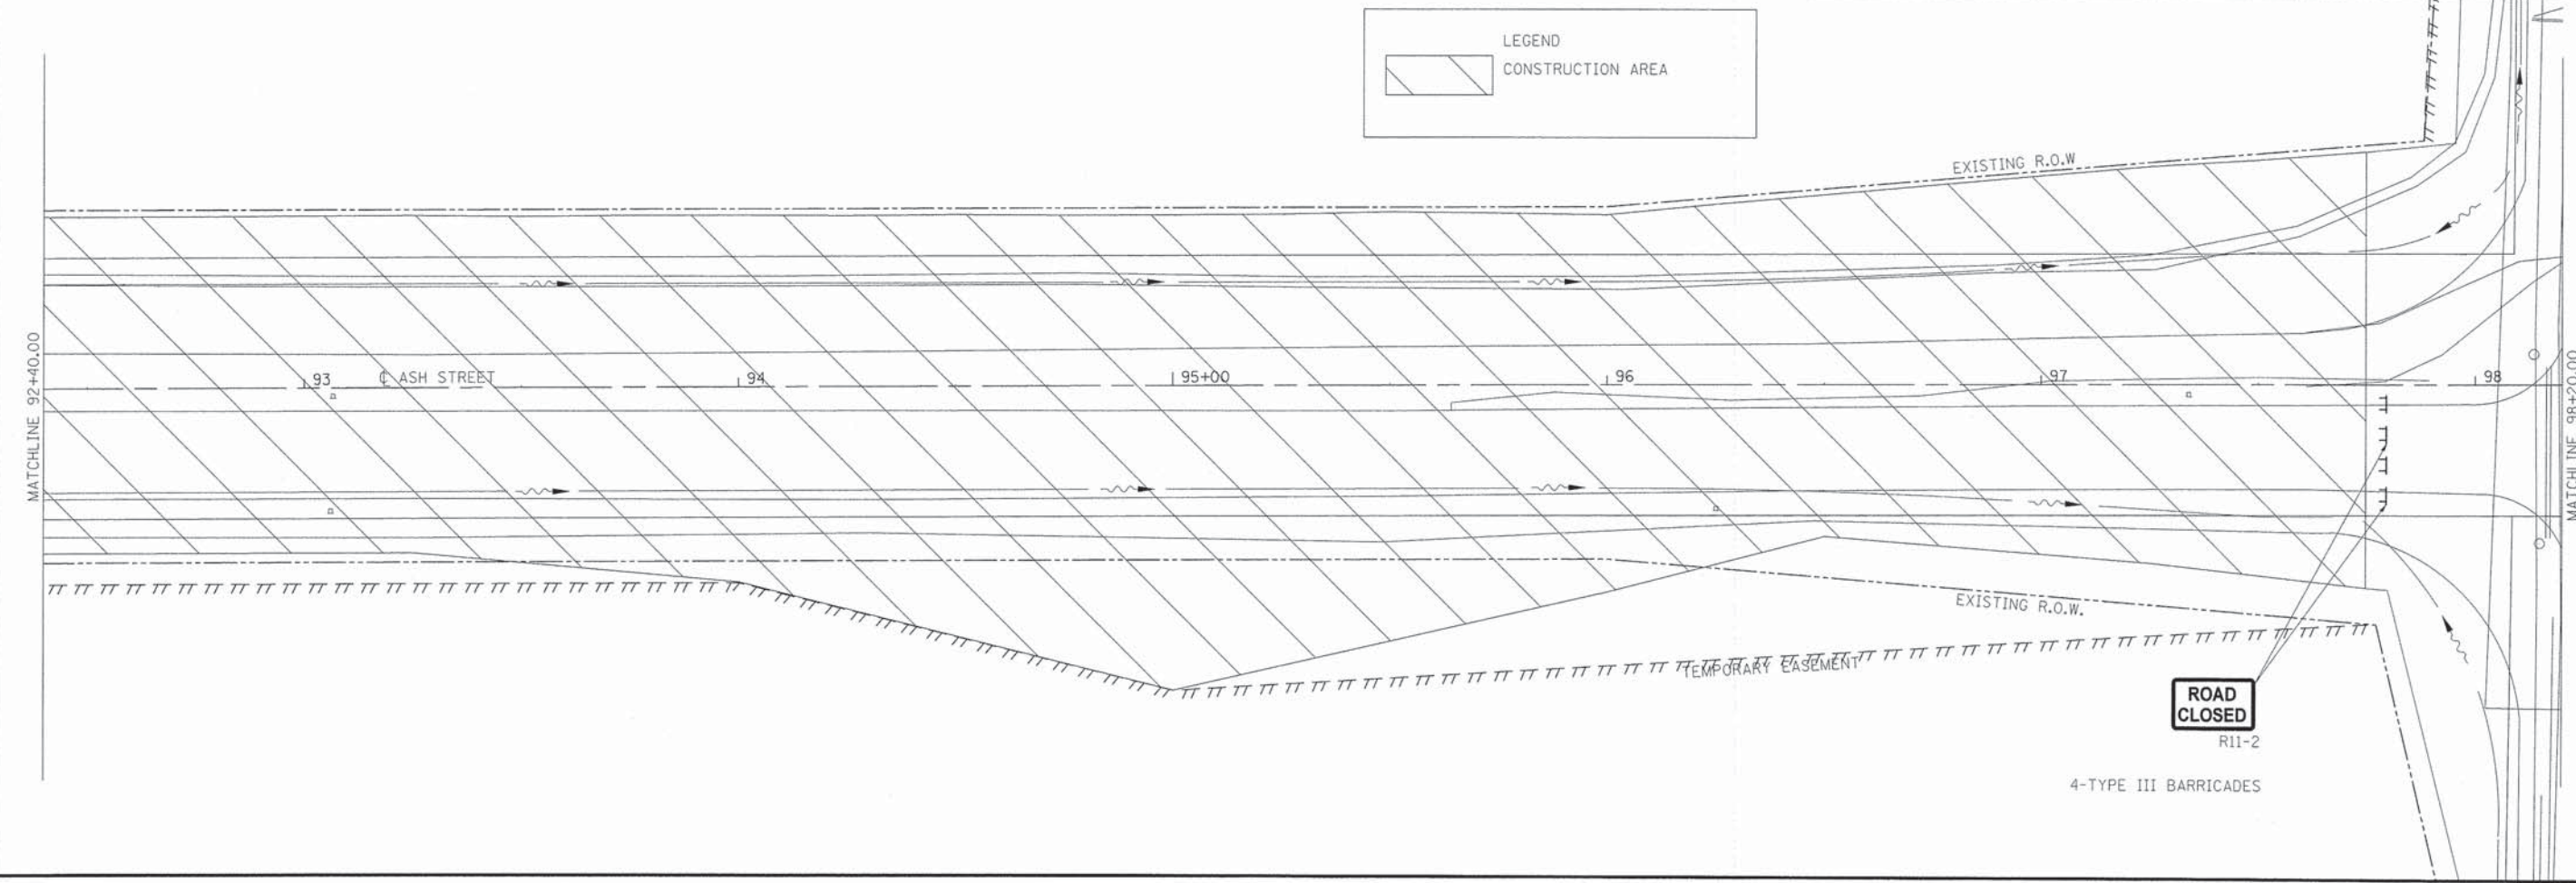 LEGEND
CONSTRUCTION AREA
EXISTING R.O.W
MATCHLINE 92+40.00
93
℄ ASH STREET
94
95+00
96
97
98
MATCHLINE 98+20.00
EXISTING R.O.W.
TEMPORARY EASEMENT
ROAD
CLOSED
R11-2
4-TYPE III BARRICADES